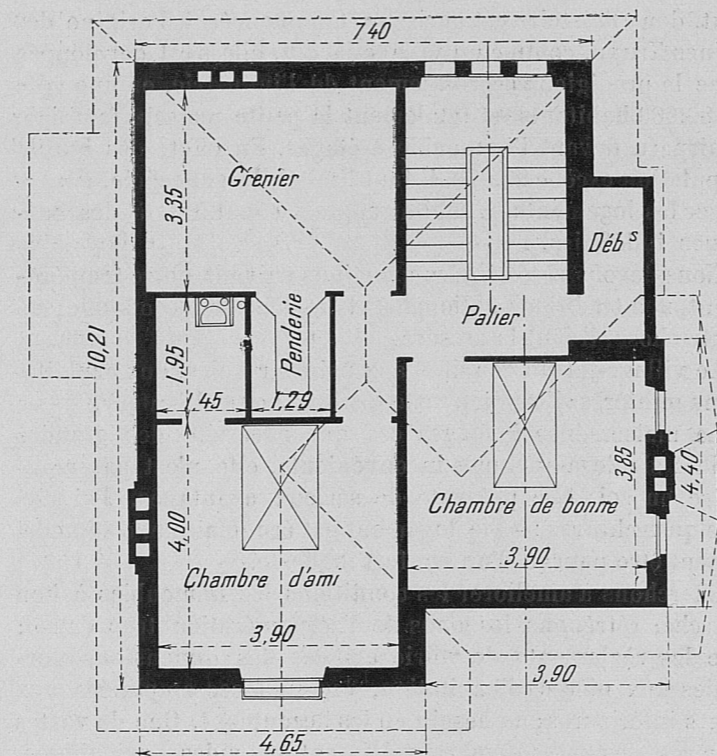 7 40
Grenier
3,35
Débˢ
10,21
Palier
Penderie
1,95
1,45
1,29
3,85
4,40
4,00
Chambre de bonne
3,90
Chambre d'ami
3,90
3,90
4,65